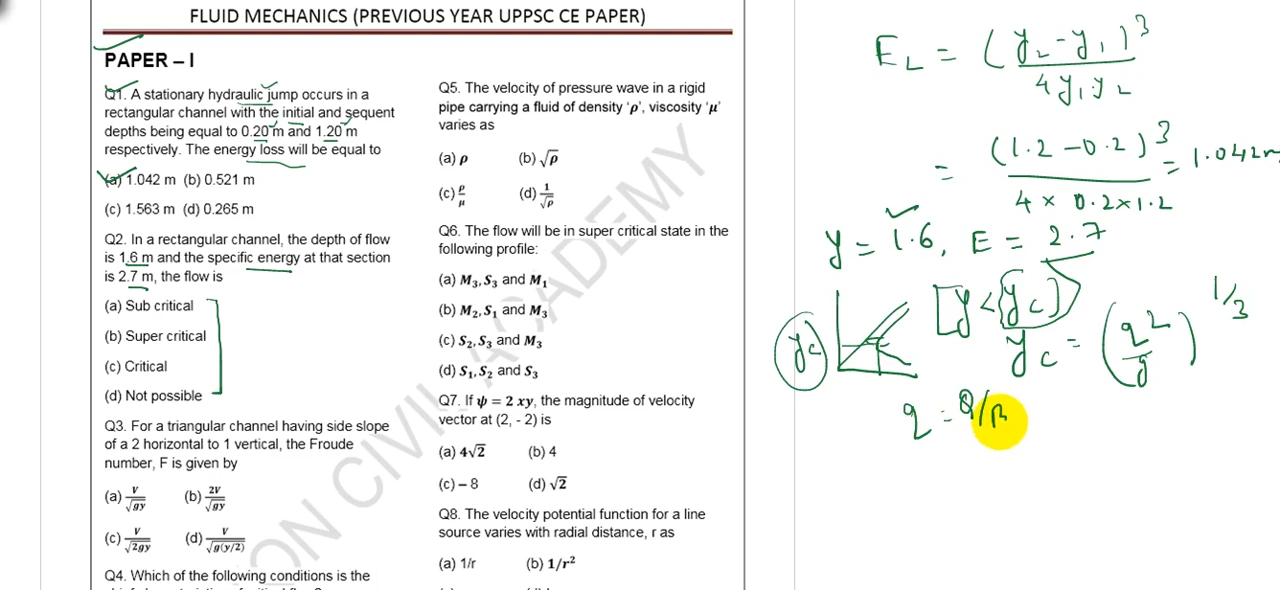 FLUID MECHANICS (PREVIOUS YEAR UPPSC CE PAPER)
PAPER – I
Q1. A stationary hydraulic jump occurs in a
rectangular channel with the initial and sequent
depths being equal to 0.20 m and 1.20 m
respectively. The energy loss will be equal to
(a) 1.042 m (b) 0.521 m
(c) 1.563 m (d) 0.265 m
Q2. In a rectangular channel, the depth of flow
is 1.6 m and the specific energy at that section
is 2.7 m, the flow is
(a) Sub critical
(b) Super critical
(c) Critical
(d) Not possible
Q3. For a triangular channel having side slope
of a 2 horizontal to 1 vertical, the Froude
number, F is given by
(a) V/√gy (b) 2V/√gy
(c) V/√2gy (d) V/√g(y/2)
Q4. Which of the following conditions is the
Q5. The velocity of pressure wave in a rigid
pipe carrying a fluid of density 'ρ', viscosity 'μ'
varies as
(a) ρ (b) √ρ
(c) ρ/μ (d) 1/√ρ
Q6. The flow will be in super critical state in the
following profile:
(a) M₃, S₃ and M₁
(b) M₂, S₁ and M₃
(c) S₂, S₃ and M₃
(d) S₁, S₂ and S₃
Q7. If ψ = 2 xy, the magnitude of velocity
vector at (2, - 2) is
(a) 4√2 (b) 4
(c) – 8 (d) √2
Q8. The velocity potential function for a line
source varies with radial distance, r as
(a) 1/r (b) 1/r²
ON CIVIL ACADEMY
E_L = (y₂ - y₁)³ / 4y₁y₂
= (1.2 - 0.2)³ / 4 × 0.2 × 1.2 = 1.042m
y = 1.6, E = 2.7
[y < (y_c)]
y_c
y_c = (q²/g)^1/3
q = Q/B